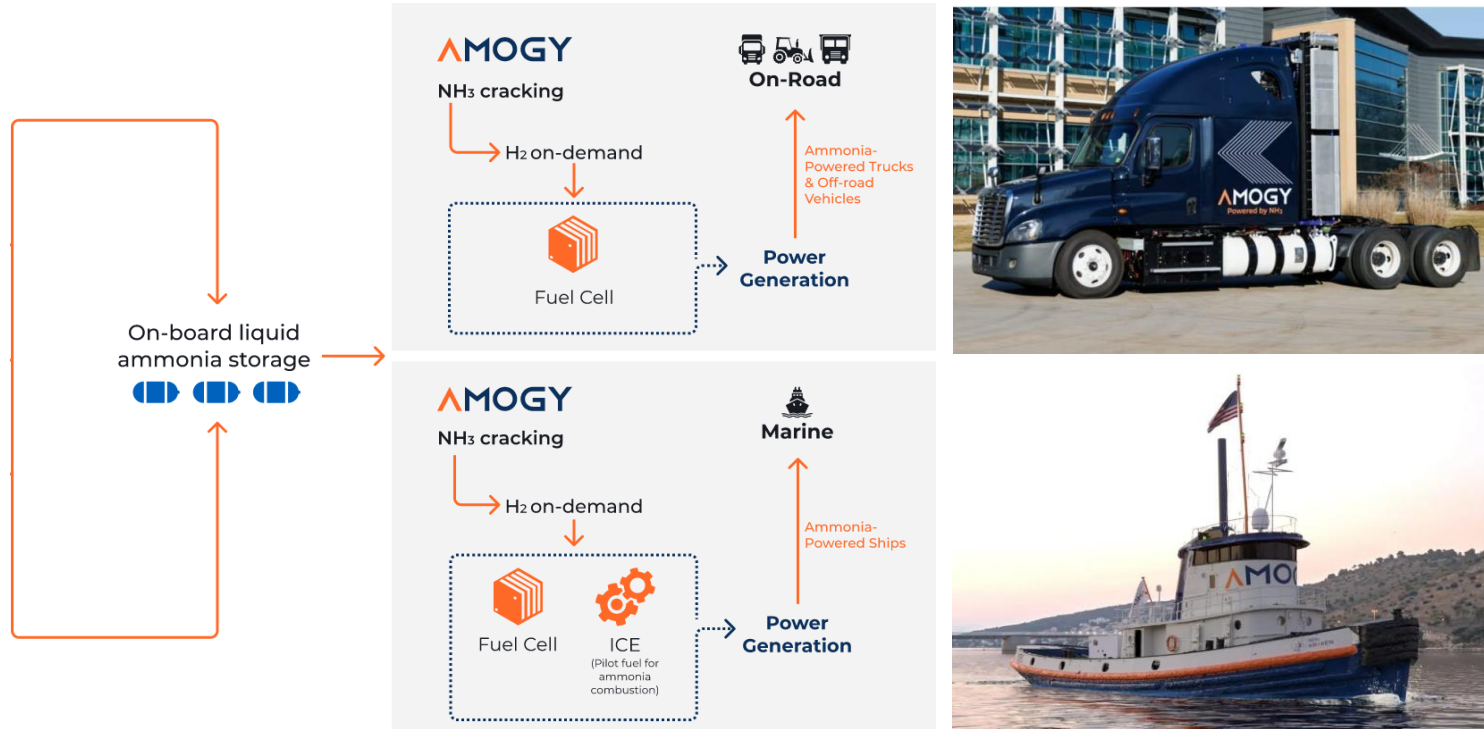 On-board liquid
ammonia storage
AMOGY
NH3 cracking
H2 on-demand
Fuel Cell
Power
Generation
Ammonia-
Powered Trucks
& Off-road
Vehicles
On-Road
AMOGY
Powered by NH3
AMOGY
NH3 cracking
H2 on-demand
Fuel Cell
ICE
(Pilot fuel for
ammonia
combustion)
Power
Generation
Ammonia-
Powered Ships
Marine
AMOG